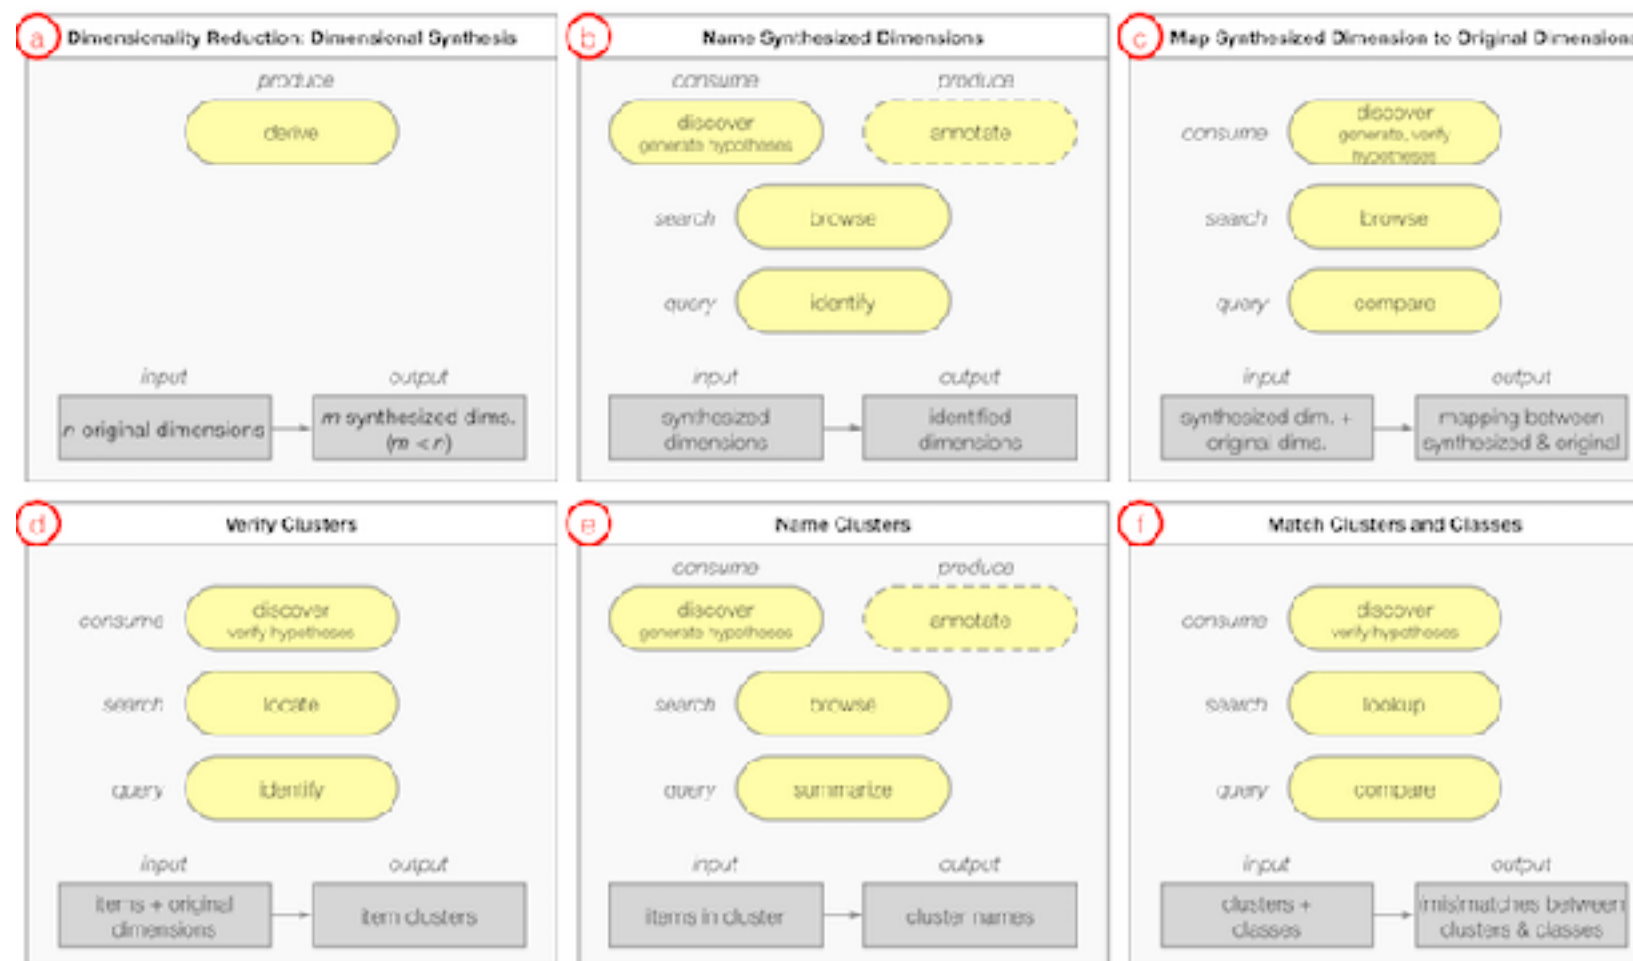 a Dimensionality Reduction: Dimensional Synthesis
produce
derive
input output
n original dimensions
m synthesized dims.
(m < n)
b Name Synthesized Dimensions
consume produce
discover
generate hypotheses
annotate
search browse
query identify
input output
synthesized
dimensions
identified
dimensions
c Map Synthesized Dimension to Original Dimensions
consume
discover
generate, verify
hypotheses
search browse
query compare
input output
synthesized dim. +
original dims.
mapping between
synthesized & original
d Verify Clusters
consume
discover
verify hypotheses
search locate
query identify
input output
items + original
dimensions
item clusters
e Name Clusters
consume produce
discover
generate hypotheses
annotate
search browse
query summarize
input output
items in cluster
cluster names
f Match Clusters and Classes
consume
discover
verify hypotheses
search lookup
query compare
input output
clusters +
classes
(mis)matches between
clusters & classes